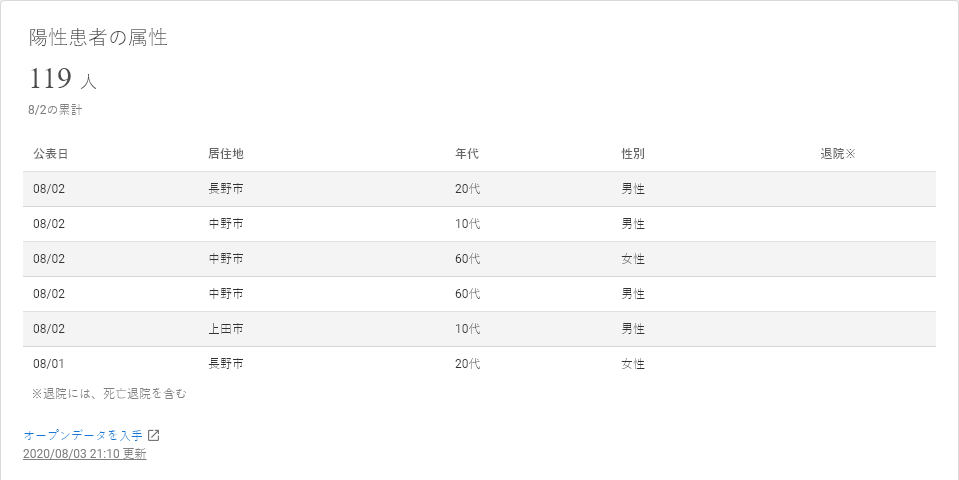 陽性患者の属性
119 人
8/2の累計
公表日 居住地 年代 性別 退院※
08/02 長野市 20代 男性
08/02 中野市 10代 男性
08/02 中野市 60代 女性
08/02 中野市 60代 男性
08/02 上田市 10代 男性
08/01 長野市 20代 女性
※退院には、死亡退院を含む
オープンデータを入手
2020/08/03 21:10 更新